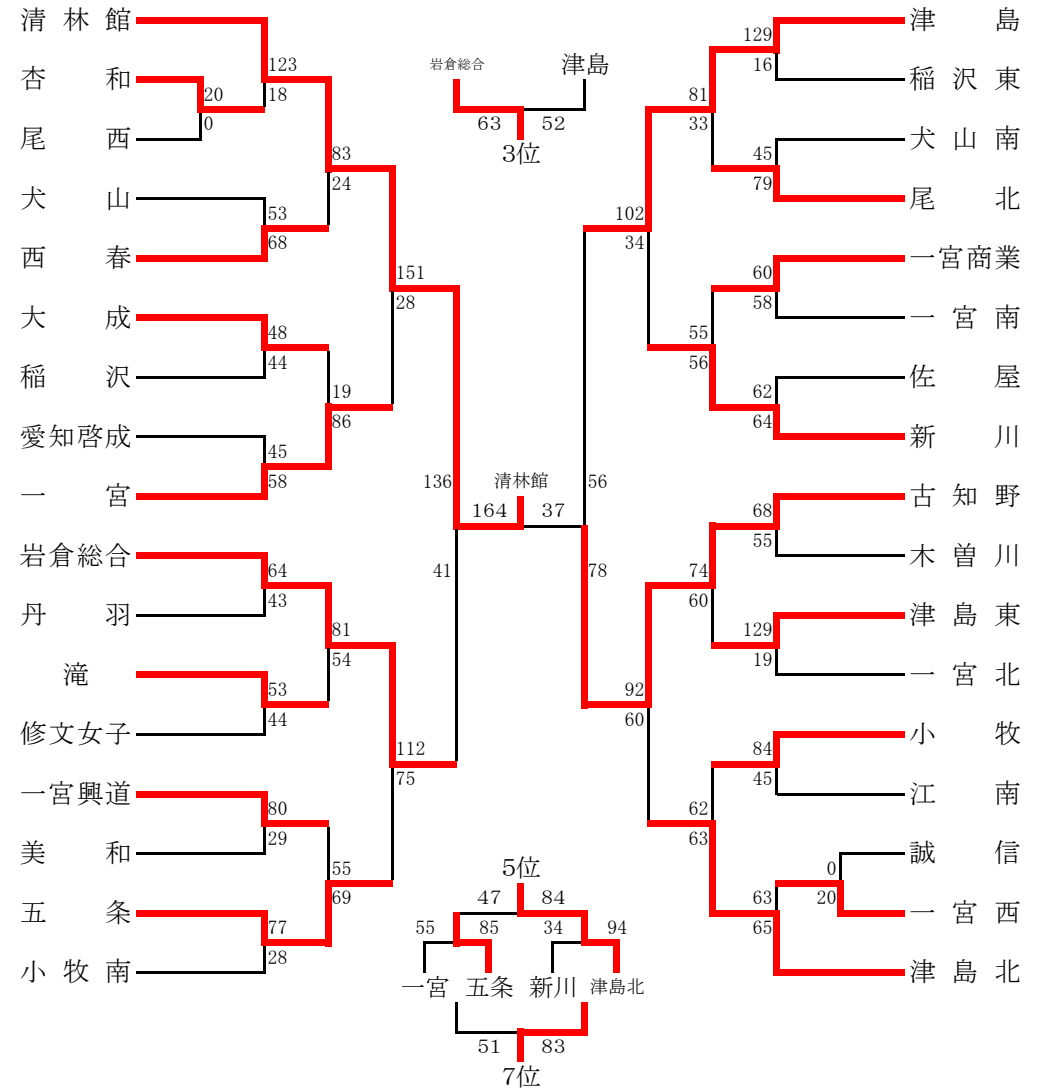 清林館
123
18
杏和
20
0
尾西
83
24
犬山
53
68
西春
151
28
大成
48
44
稲沢
19
86
愛知啓成
45
58
一宮
136
41
岩倉総合
64
43
丹羽
81
54
滝
53
44
修文女子
112
75
一宮興道
80
29
美和
55
69
五条
77
28
小牧南
岩倉総合
津島
63
52
3位
清林館
164
37
56
78
5位
47
84
55
85
34
94
一宮
五条
新川
津島北
51
83
7位
津島
129
16
稲沢東
81
33
犬山南
45
79
尾北
102
34
一宮商業
60
58
一宮南
55
56
佐屋
62
64
新川
古知野
68
55
木曽川
74
60
津島東
129
19
一宮北
92
60
小牧
84
45
江南
62
63
誠信
0
20
63
65
一宮西
津島北